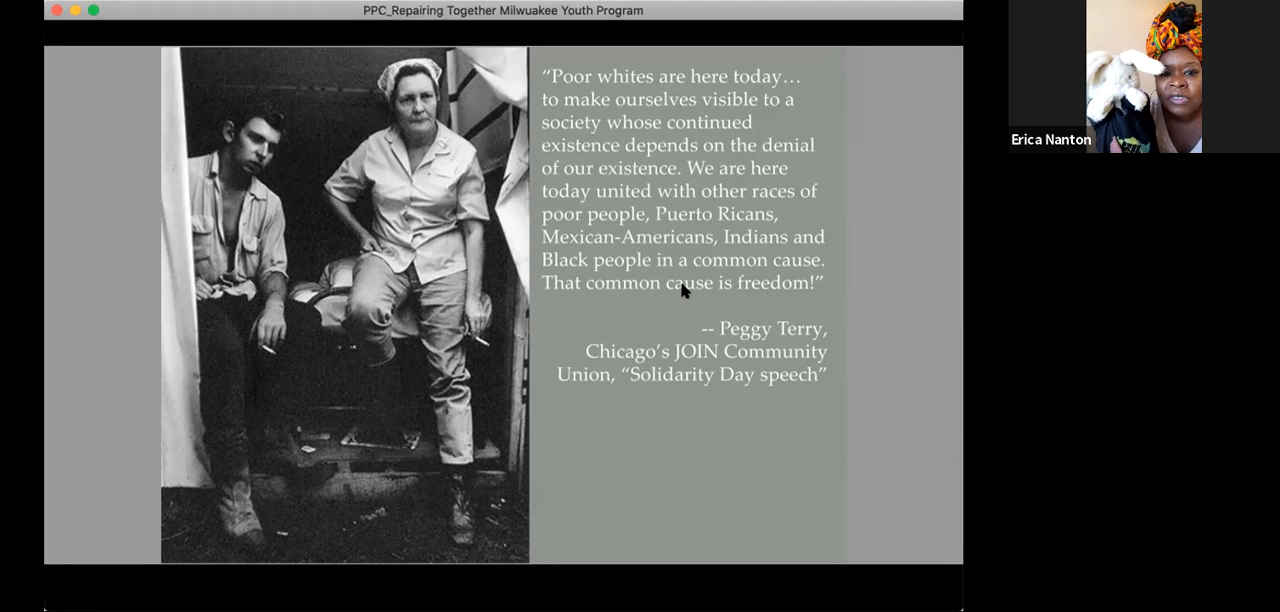 PPC_Repairing Together Milwuakee Youth Program
“Poor whites are here today…
to make ourselves visible to a
society whose continued
existence depends on the denial
of our existence. We are here
today united with other races of
poor people, Puerto Ricans,
Mexican-Americans, Indians and
Black people in a common cause.
That common cause is freedom!”
-- Peggy Terry,
Chicago’s JOIN Community
Union, “Solidarity Day speech”
Erica Nanton